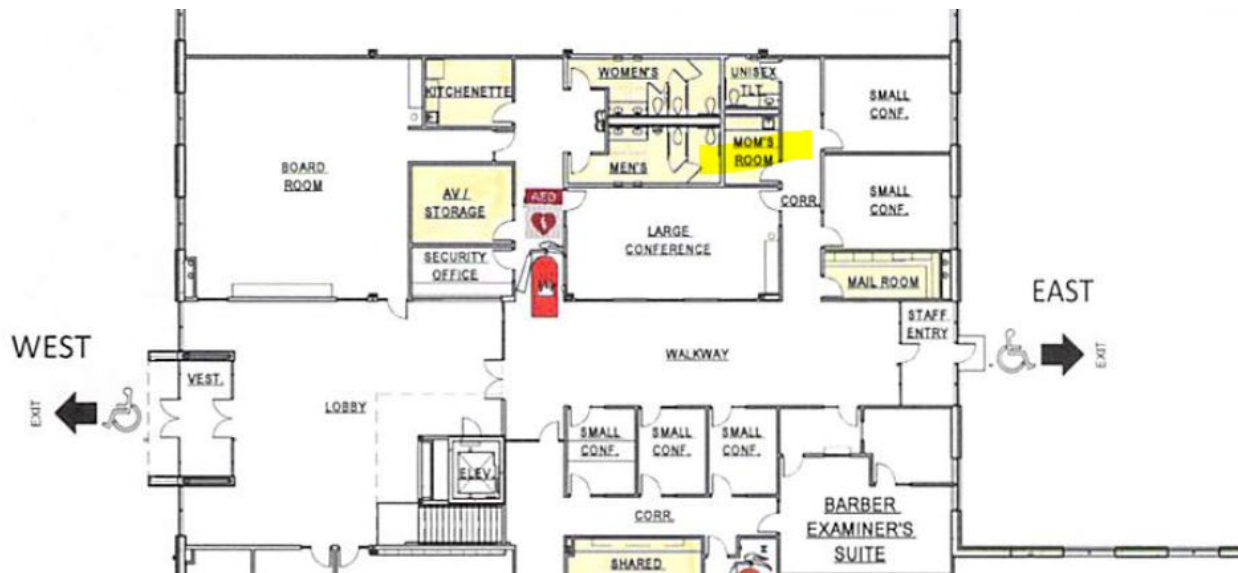 WOMEN'S
UNISEX
TLT.
KITCHENETTE
SMALL
CONF.
MOM'S
ROOM
BOARD
ROOM
MEN'S
AV /
STORAGE
AED
SMALL
CONF.
CORR.
LARGE
CONFERENCE
SECURITY
OFFICE
MAIL ROOM
EAST
STAFF
ENTRY
EXIT
WEST
WALKWAY
VEST.
EXIT
LOBBY
SMALL
CONF.
SMALL
CONF.
SMALL
CONF.
ELEV.
BARBER
EXAMINER'S
SUITE
CORR.
SHARED